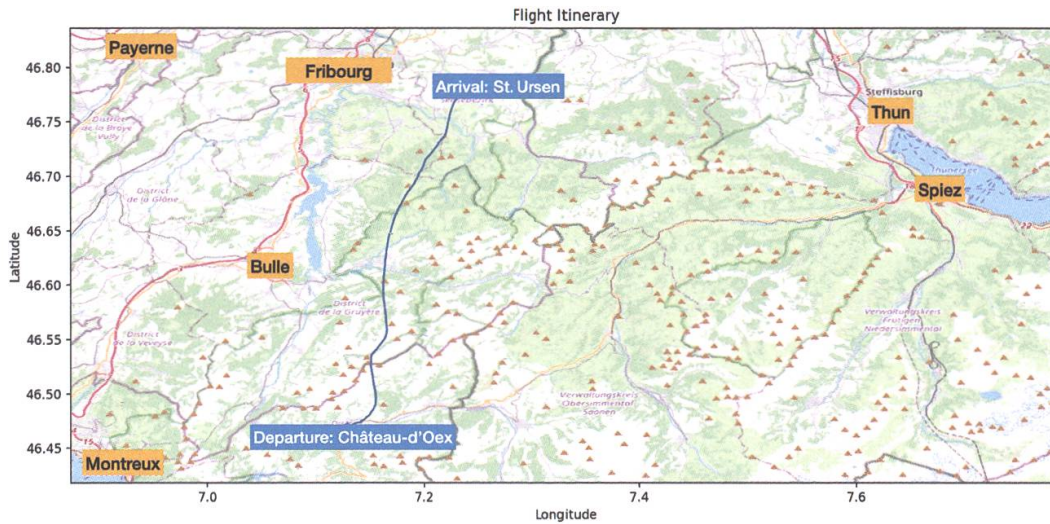 Flight Itinerary
Payerne
Fribourg
Arrival: St. Ursen
Steffisburg
Thun
District
de la Broye
Vully
District
de la Glâne
Thunersee
Spiez
Bulle
District
de la Gruyère
District
de la Veveyse
Verwaltungskreis
Frutigen
Niedersimmental
Verwaltungskreis
Obersimmental
Saanen
Departure: Château-d'Oex
Montreux
46.80
46.75
46.70
46.65
46.60
46.55
46.50
46.45
Latitude
7.0
7.2
7.4
7.6
Longitude